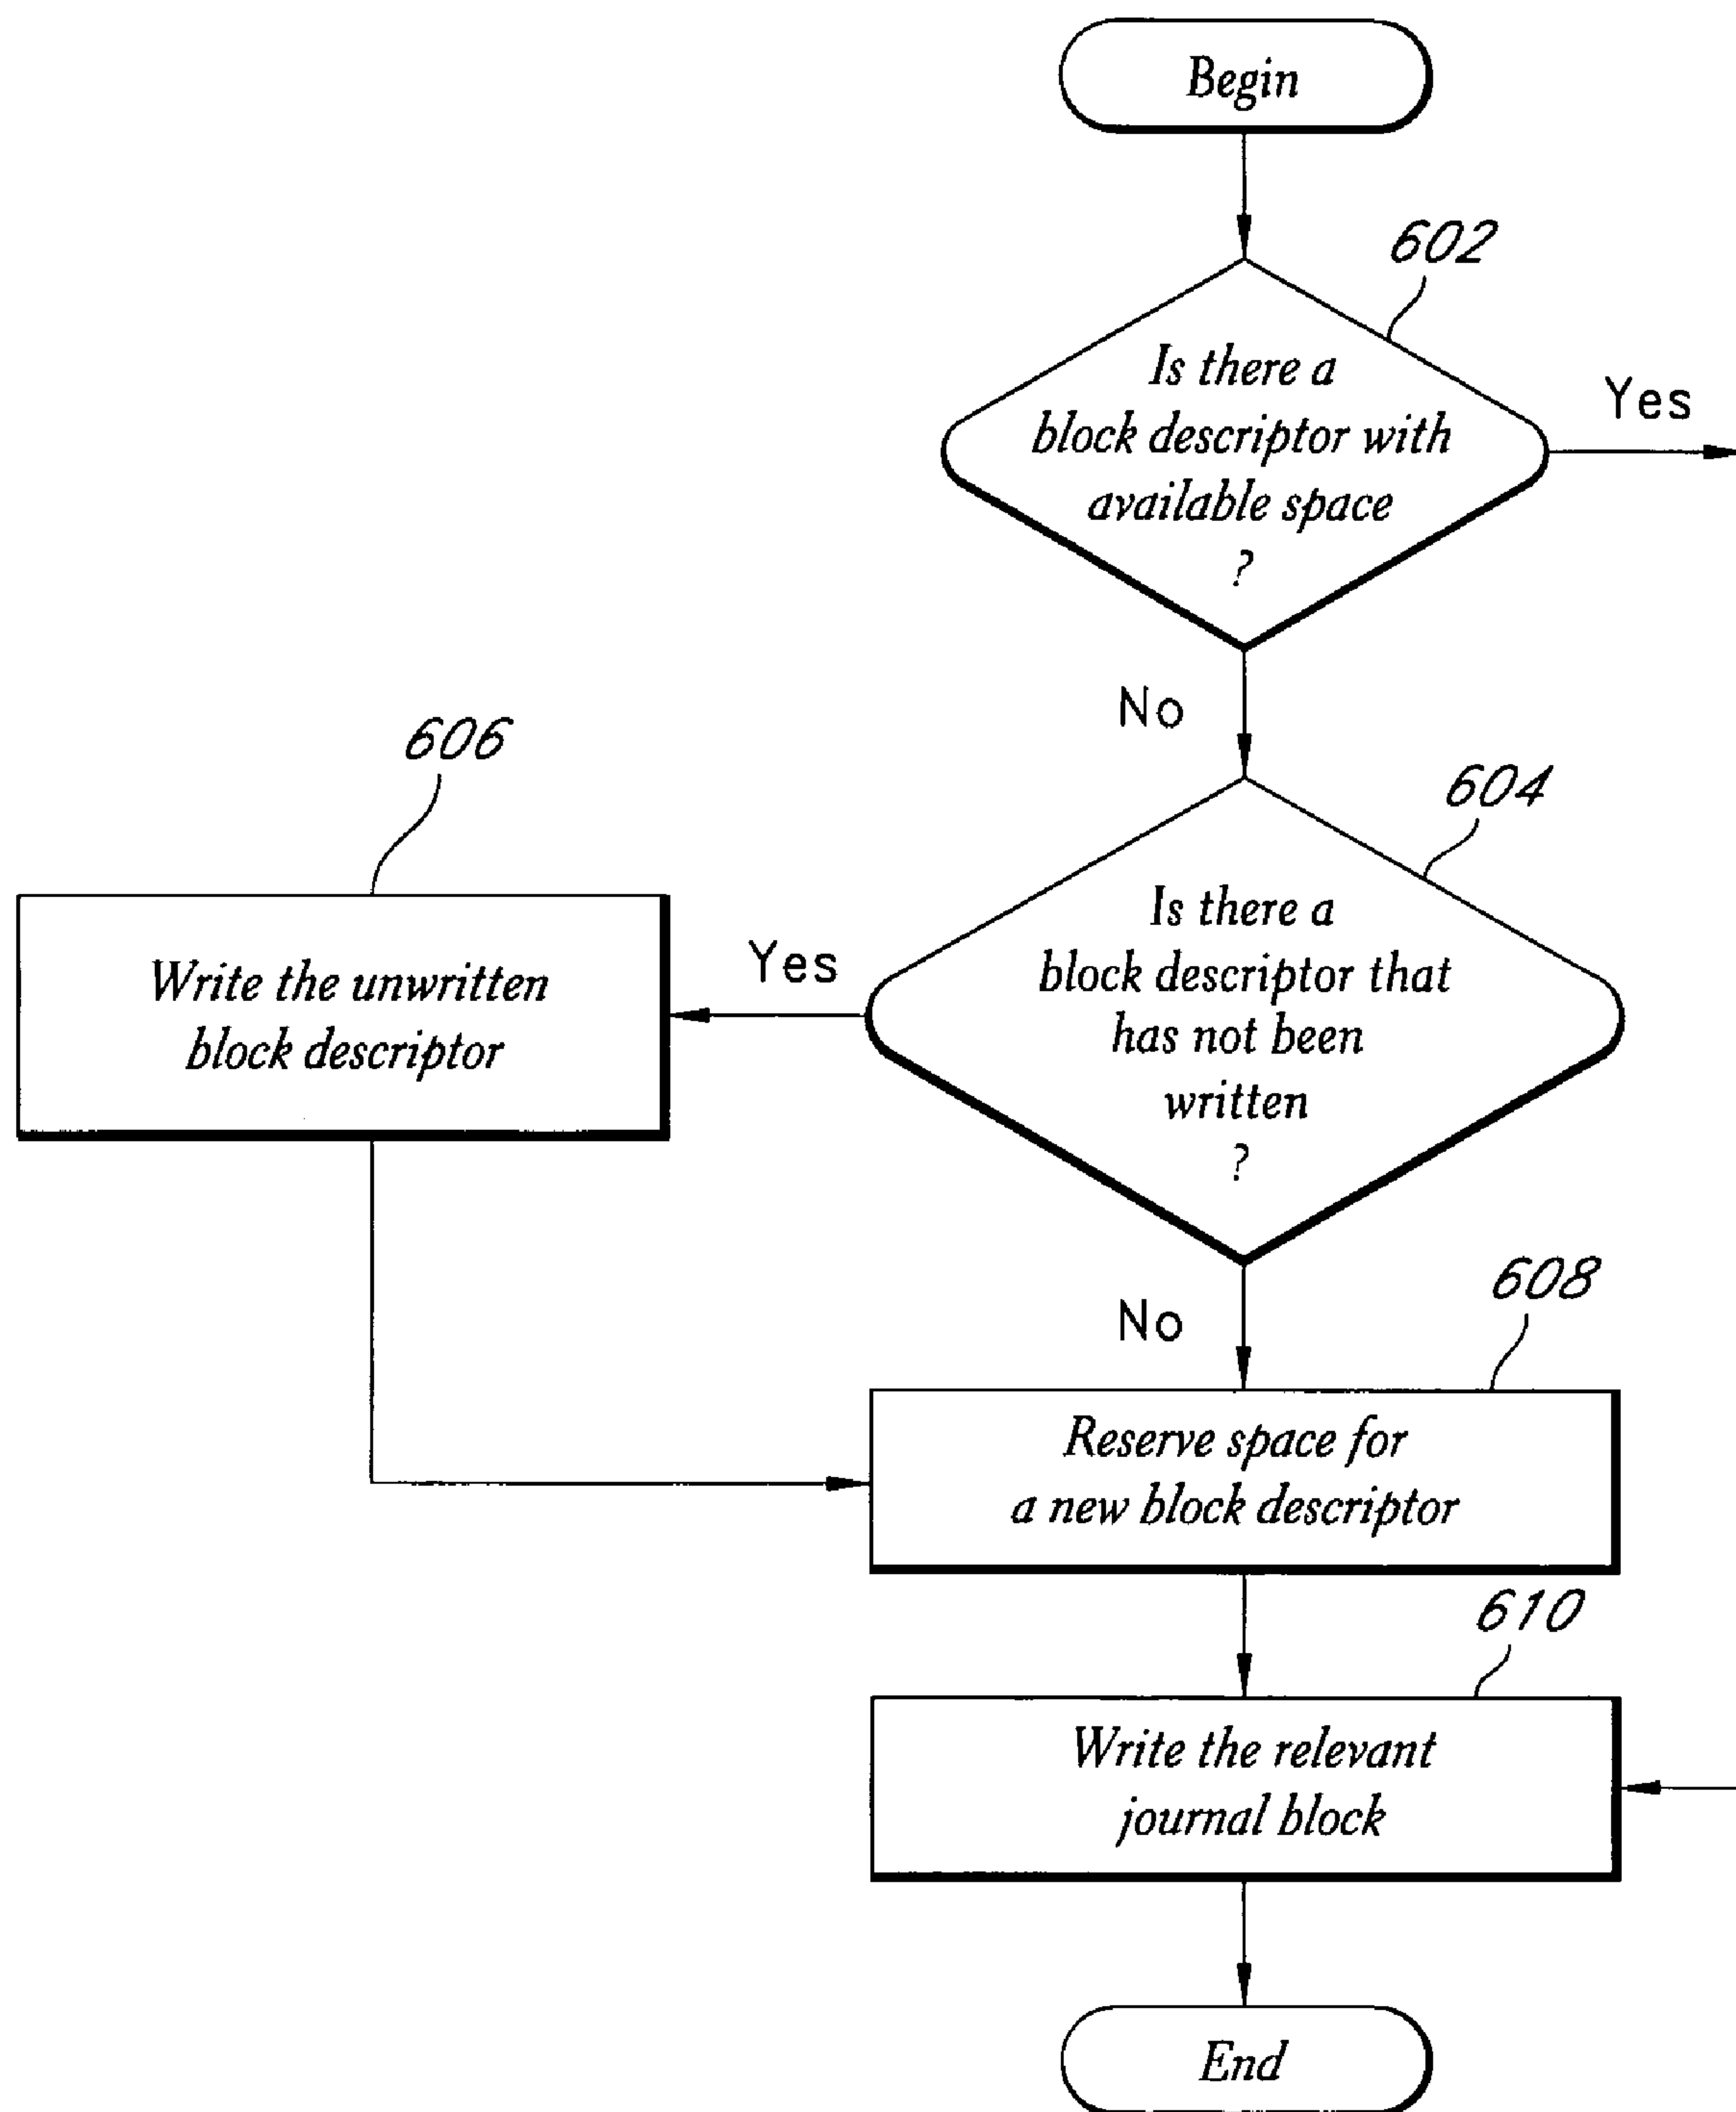 Begin
602
Is there a
block descriptor with
available space
?
Yes
No
606
604
Write the unwritten
block descriptor
Yes
Is there a
block descriptor that
has not been
written
?
No
608
Reserve space for
a new block descriptor
610
Write the relevant
journal block
End